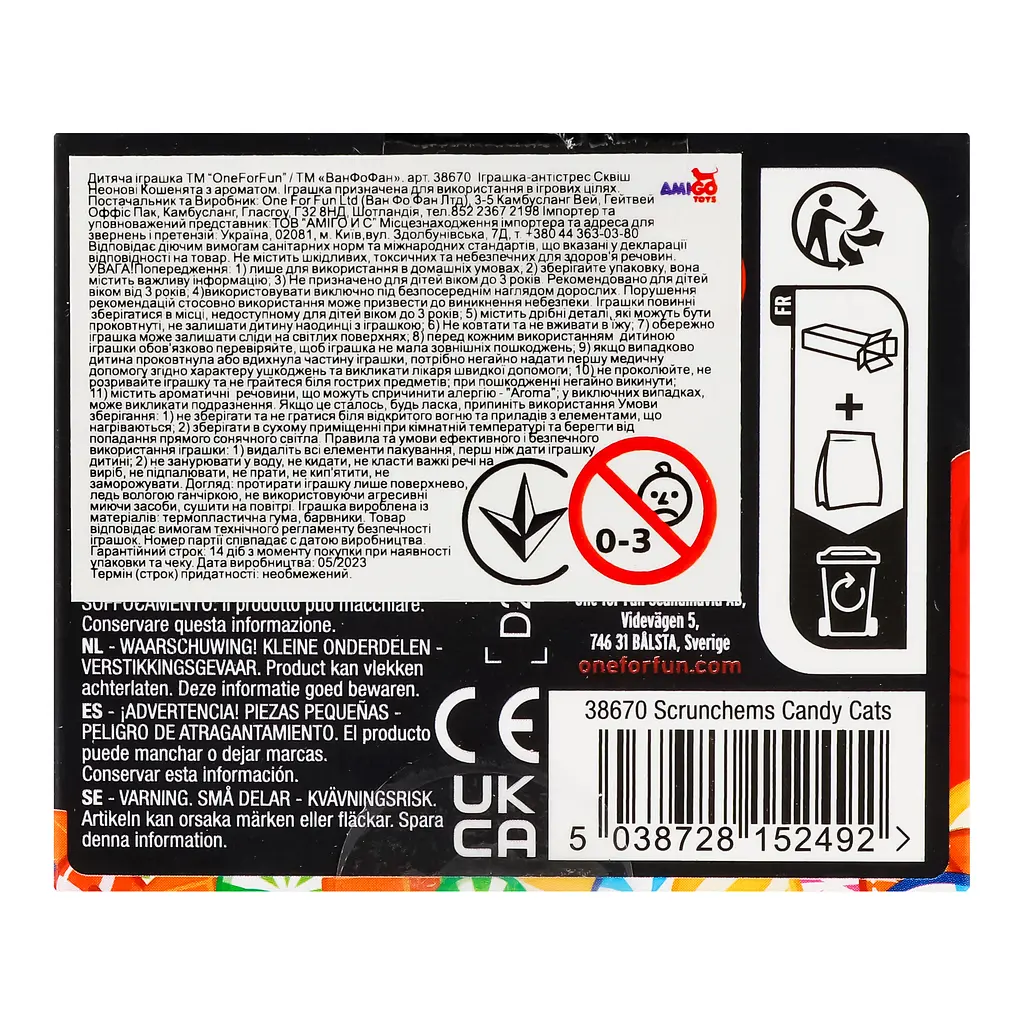 Дитяча іграшка ТМ "OneForFun" / ТМ «ВанФоФан». арт. 38670 Іграшка-антістрес Сквіш
Неонові Кошенята з ароматом. Іграшка призначена для використання в ігрових цілях.
Постачальник та Виробник: One For Fun Ltd (Ван Фо Фан Лтд), 3-5 Камбусланг Вей, Гейтвей
Оффіс Пак, Камбусланг, Глазгоу, Г32 8НД, Шотландія, тел.852 2367 2198 Імпортер та
уповноважений представник: ТОВ "АМІГО И С" Місцезнаходження імпортера та адреса для
звернень і претензій: Україна, 02081, м. Київ,вул. Здолбунівська, 7Д, т. +380 44 363-03-80
Відповідає діючим вимогам санітарних норм та міжнародних стандартів, що вказані у декларації
відповідності на товар. Не містить шкідливих, токсичних та небезпечних для здоров'я речовин.
УВАГА!Попередження: 1) лише для використання в домашніх умовах, 2) зберігайте упаковку, вона
містить важливу інформацію; 3) Не призначено для дітей віком до 3 років. Рекомендовано для дітей
віком від 3 років; 4)використовувати виключно під безпосереднім наглядом дорослих. Порушення
рекомендацій стосовно використання може призвести до виникнення небезпеки. Іграшки повинні
зберігатися в місці, недоступному для дітей віком до 3 років; 5) містить дрібні деталі, які можуть бути
проковтнуті, не залишати дитину наодинці з іграшкою; 6) Не ковтати та не вживати в їжу; 7) обережно
іграшка може залишати сліди на світлих поверхнях; 8) перед кожним використанням дитиною
іграшки обов'язково перевіряйте, щоб іграшка не мала зовнішніх пошкоджень; 9) якщо випадково
дитина проковтнула або вдихнула частину іграшки, потрібно негайно надати першу медичну
допомогу згідно характеру ушкоджень та викликати лікаря швидкої допомоги; 10) не проколюйте, не
розривайте іграшку та не грайтеся біля гострих предметів; при пошкодженні негайно викинути;
11) містить ароматичні речовини, що можуть спричинити алергію - "Aroma"; у виключних випадках,
може викликати подразнення. Якщо це сталось, будь ласка, припиніть використання Умови
зберігання: 1) не зберігати та не гратися біля відкритого вогню та приладів з елементами, що
нагріваються; 2) зберігати в сухому приміщенні при кімнатній температурі та берегти від
попадання прямого сонячного світла. Правила та умови ефективного і безпечного
використання іграшки: 1) видаліть всі елементи пакування, перш ніж дати іграшку
дитині; 2) не занурювати у воду, не кидати, не класти важкі речі на
виріб, не підпалювати, не прати, не кип'ятити, не
заморожувати. Догляд: протирати іграшку лише поверхнево,
ледь вологою ганчіркою, не використовуючи агресивні
миючі засоби, сушити на повітрі. Іграшка вироблена із
матеріалів: термопластична гума, барвники. Товар
відповідає вимогам технічного регламенту безпечності
іграшок. Номер партії співпадає с датою виробництва.
Гарантійний строк: 14 діб з моменту покупки при наявності
упаковки та чеку. Дата виробництва: 05/2023
Термін (строк) придатності: необмежений.
AMIGO
TOYS
FR
+
0-3
SUFFOCAMENTO. Il prodotto può macchiare.
Conservare questa informazione.
NL - WAARSCHUWING! KLEINE ONDERDELEN -
VERSTIKKINGSGEVAAR. Product kan vlekken
achterlaten. Deze informatie goed bewaren.
ES - ¡ADVERTENCIA! PIEZAS PEQUEÑAS -
PELIGRO DE ATRAGANTAMIENTO. El producto
puede manchar o dejar marcas.
Conservar esta información.
SE - VARNING. SMÅ DELAR - KVÄVNINGSRISK.
Artikeln kan orsaka märken eller fläckar. Spara
denna information.
CE
UK
CA
One for Fun Scandinavia AB,
Videvägen 5,
746 31 BÅLSTA, Sverige
oneforfun.com
38670 Scrunchems Candy Cats
5 038728 152492 >